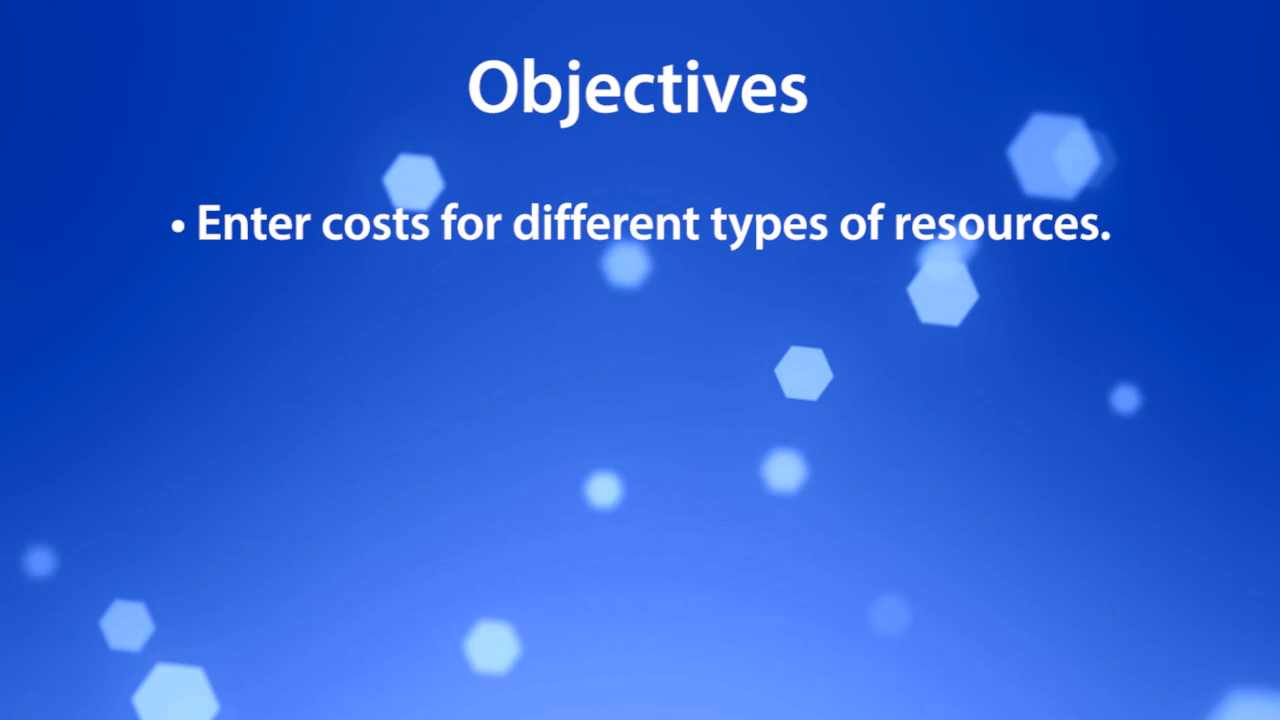 Objectives
• Enter costs for different types of resources.